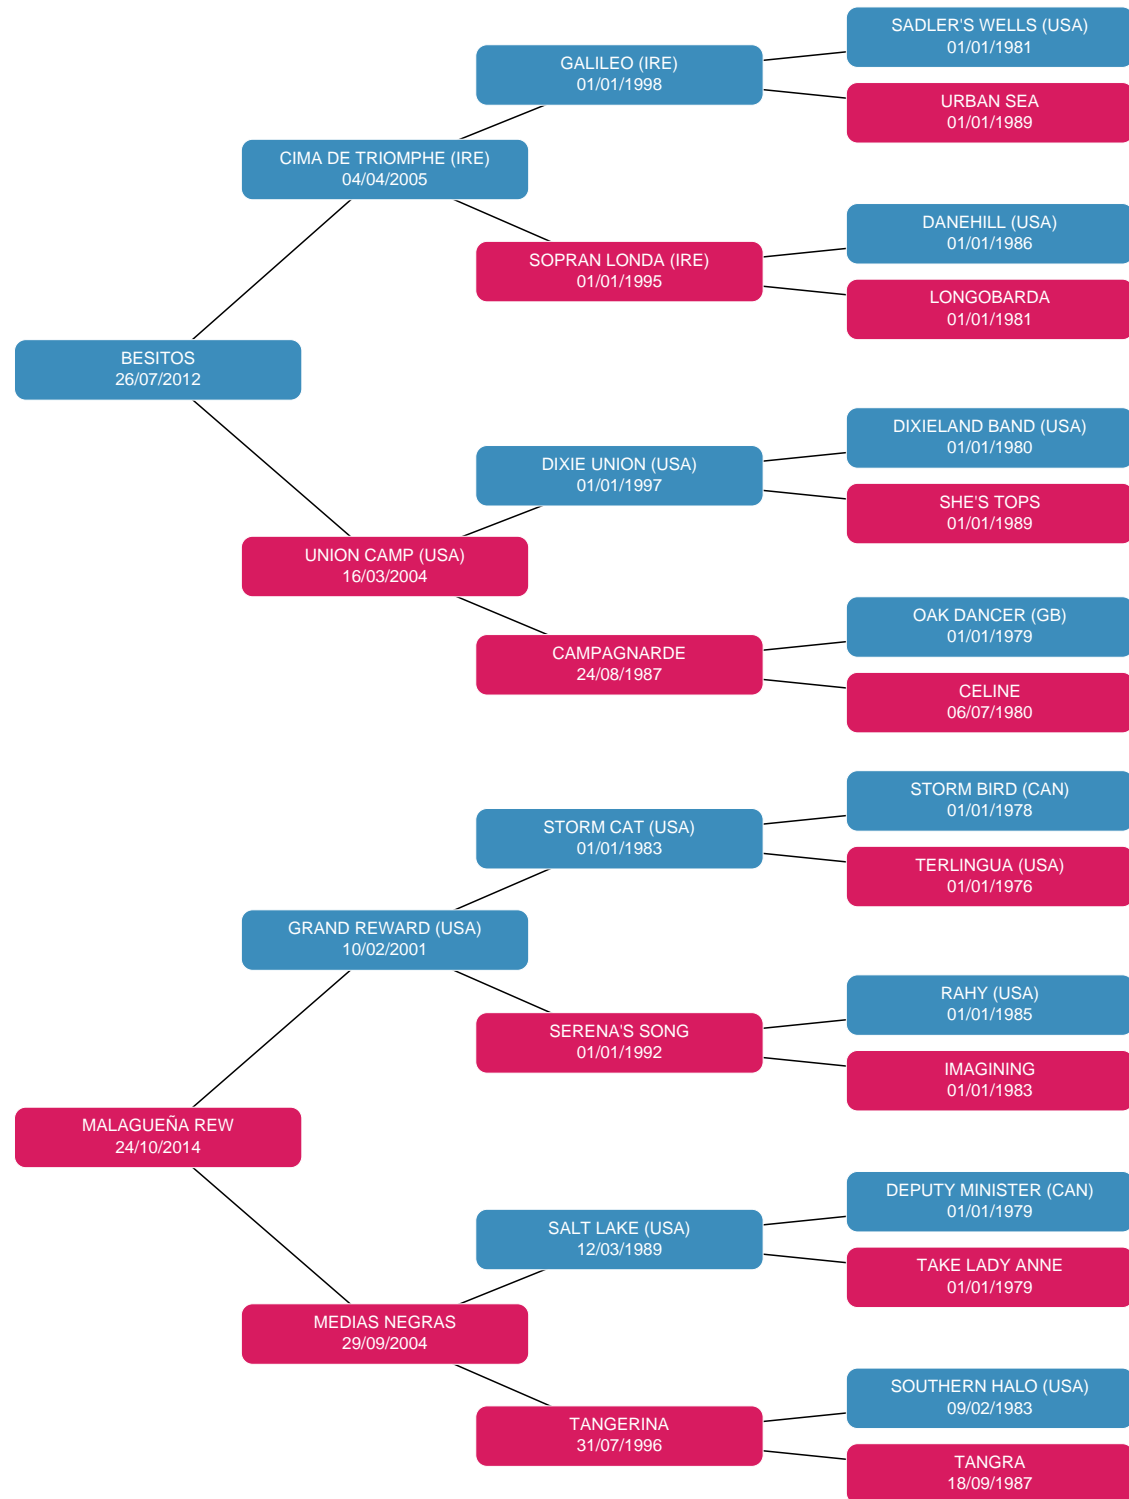 SADLER'S WELLS (USA)
01/01/1981
GALILEO (IRE)
01/01/1998
URBAN SEA
01/01/1989
CIMA DE TRIOMPHE (IRE)
04/04/2005
DANEHILL (USA)
01/01/1986
SOPRAN LONDA (IRE)
01/01/1995
LONGOBARDA
01/01/1981
BESITOS
26/07/2012
DIXIELAND BAND (USA)
01/01/1980
DIXIE UNION (USA)
01/01/1997
SHE'S TOPS
01/01/1989
UNION CAMP (USA)
16/03/2004
OAK DANCER (GB)
01/01/1979
CAMPAGNARDE
24/08/1987
CELINE
06/07/1980
STORM BIRD (CAN)
01/01/1978
STORM CAT (USA)
01/01/1983
TERLINGUA (USA)
01/01/1976
GRAND REWARD (USA)
10/02/2001
RAHY (USA)
01/01/1985
SERENA'S SONG
01/01/1992
IMAGINING
01/01/1983
MALAGUEÑA REW
24/10/2014
DEPUTY MINISTER (CAN)
01/01/1979
SALT LAKE (USA)
12/03/1989
TAKE LADY ANNE
01/01/1979
MEDIAS NEGRAS
29/09/2004
SOUTHERN HALO (USA)
09/02/1983
TANGERINA
31/07/1996
TANGRA
18/09/1987